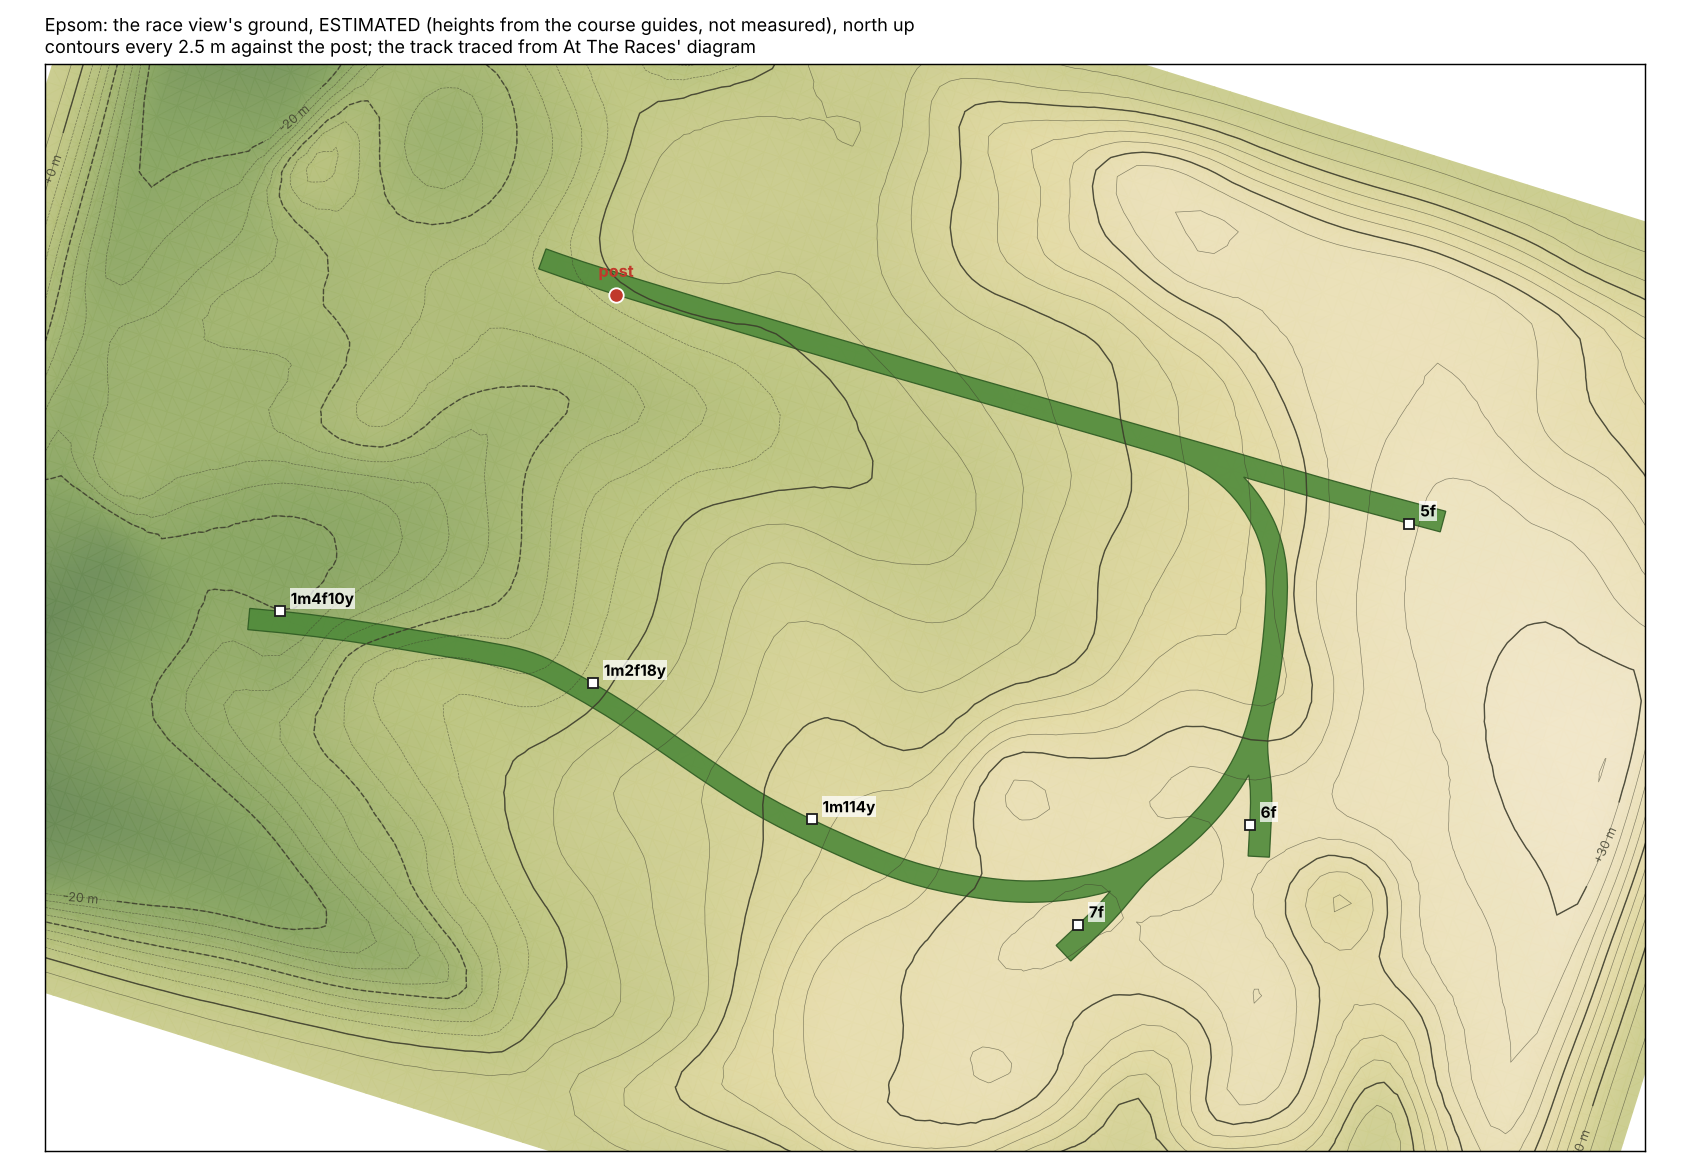 Epsom: the race view's ground, ESTIMATED (heights from the course guides, not measured), north up
contours every 2.5 m against the post; the track traced from At The Races' diagram
-20 m
+0 m
post
5f
1m4f10y
1m2f18y
1m114y
6f
7f
+30 m
-20 m
0 m